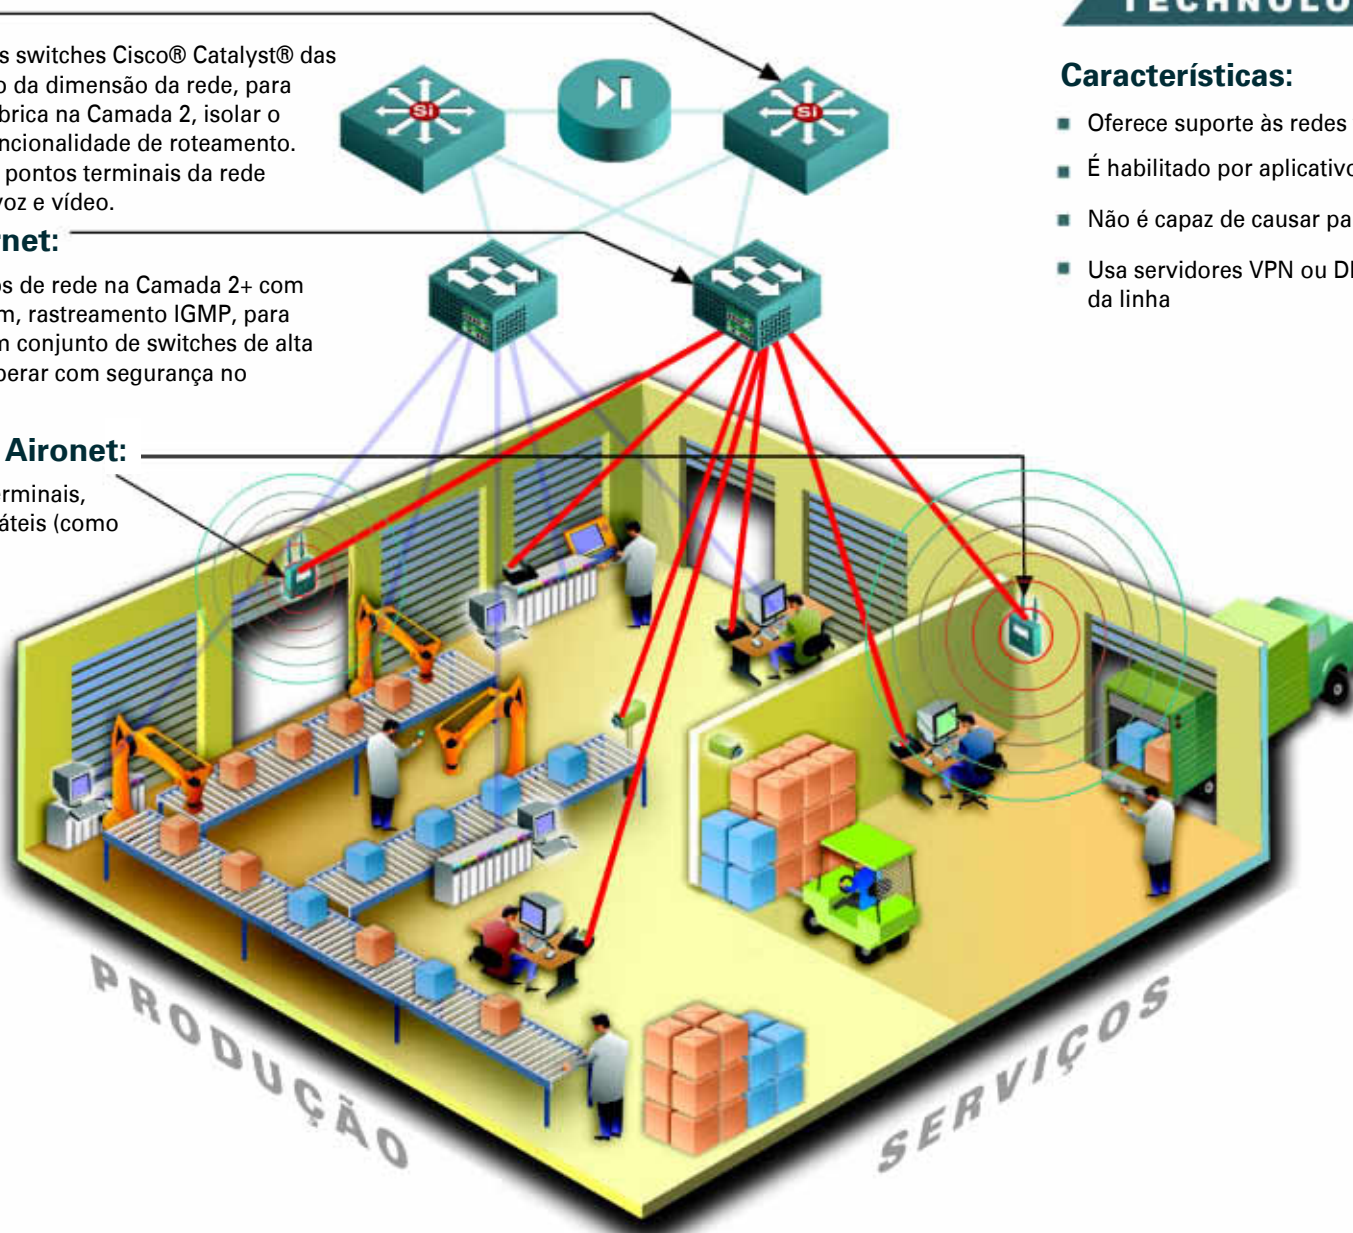 s switches Cisco® Catalyst® das
o da dimensão da rede, para
brica na Camada 2, isolar o
ncionalidade de roteamento.
pontos terminais da rede
voz e vídeo.
rnet:
os de rede na Camada 2+ com
m, rastreamento IGMP, para
m conjunto de switches de alta
perar com segurança no
Aironet:
erminais,
áteis (como
Si
Si
TECHNOLO
Características:
Oferece suporte às redes
É habilitado por aplicativo
Não é capaz de causar pa
Usa servidores VPN ou D
da linha
PRODUÇÃO
SERVIÇOS